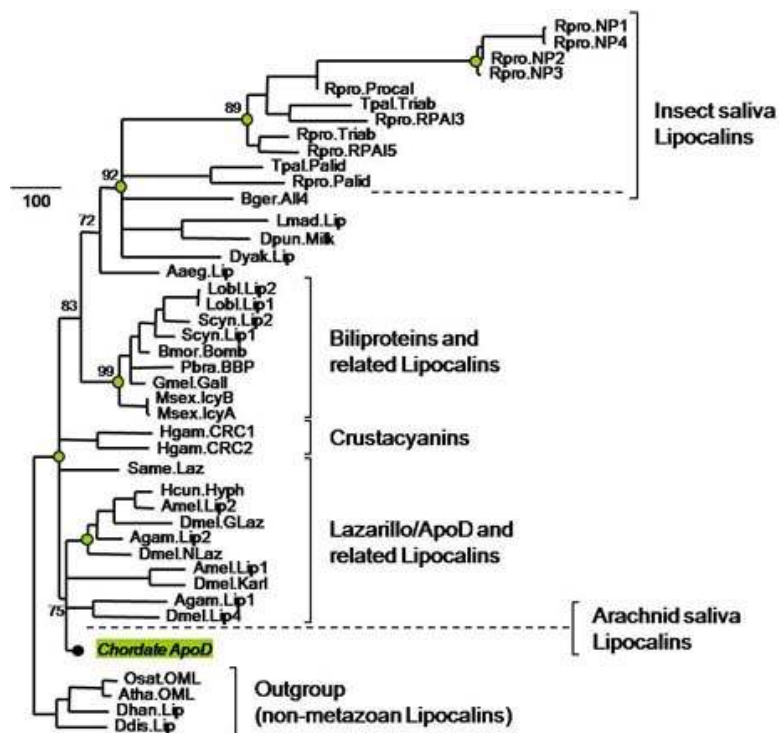 Rpro.NP1
Rpro.NP4
Rpro.NP2
Rpro.NP3
Rpro.Procal
89
Tpal.Triab
Rpro.RPAI3
Rpro.Triab
Rpro.RPAI5
Insect saliva
Lipocalins
Tpal.Palid
92
Rpro.Palid
100
Bger.All4
72
Lmad.Lip
Dpun.Milk
Dyak.Lip
Aaeg.Lip
83
Lobl.Lip2
Lobl.Lip1
Scyn.Lip2
Scyn.Lip1
Bmor.Bomb
Pbra.BBP
99
Gmel.Gall
Msex.IcyB
Msex.IcyA
Biliproteins and
related Lipocalins
Hgam.CRC1
Hgam.CRC2
Crustacyanins
Same.Laz
Hcun.Hyph
Amel.Lip2
Dmel.GLaz
Agam.Lip2
Dmel.NLaz
Amel.Lip1
Dmel.Karl
Agam.Lip1
75
Dmel.Lip4
Lazarillo/ApoD and
related Lipocalins
Arachnid saliva
Lipocalins
Chordate ApoD
Osat.OML
Atha.OML
Dhan.Lip
Ddis.Lip
Outgroup
(non-metazoan Lipocalins)